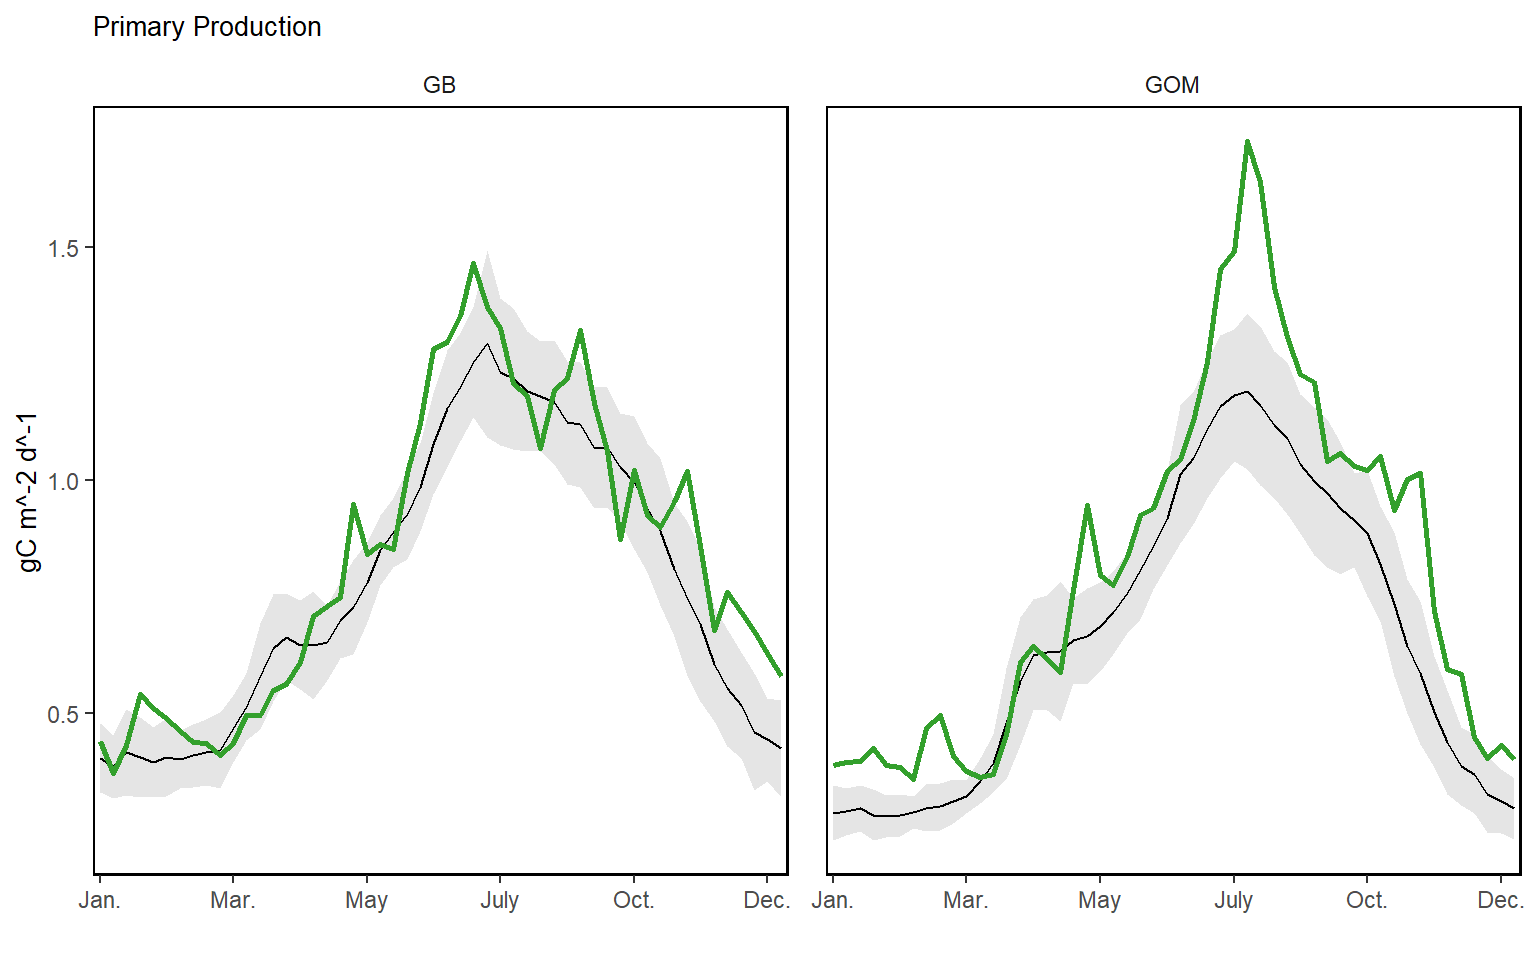 Primary Production
GB
GOM
gC m^-2 d^-1
1.5
1.0
0.5
Jan. Mar. May July Oct. Dec.
Jan. Mar. May July Oct. Dec.